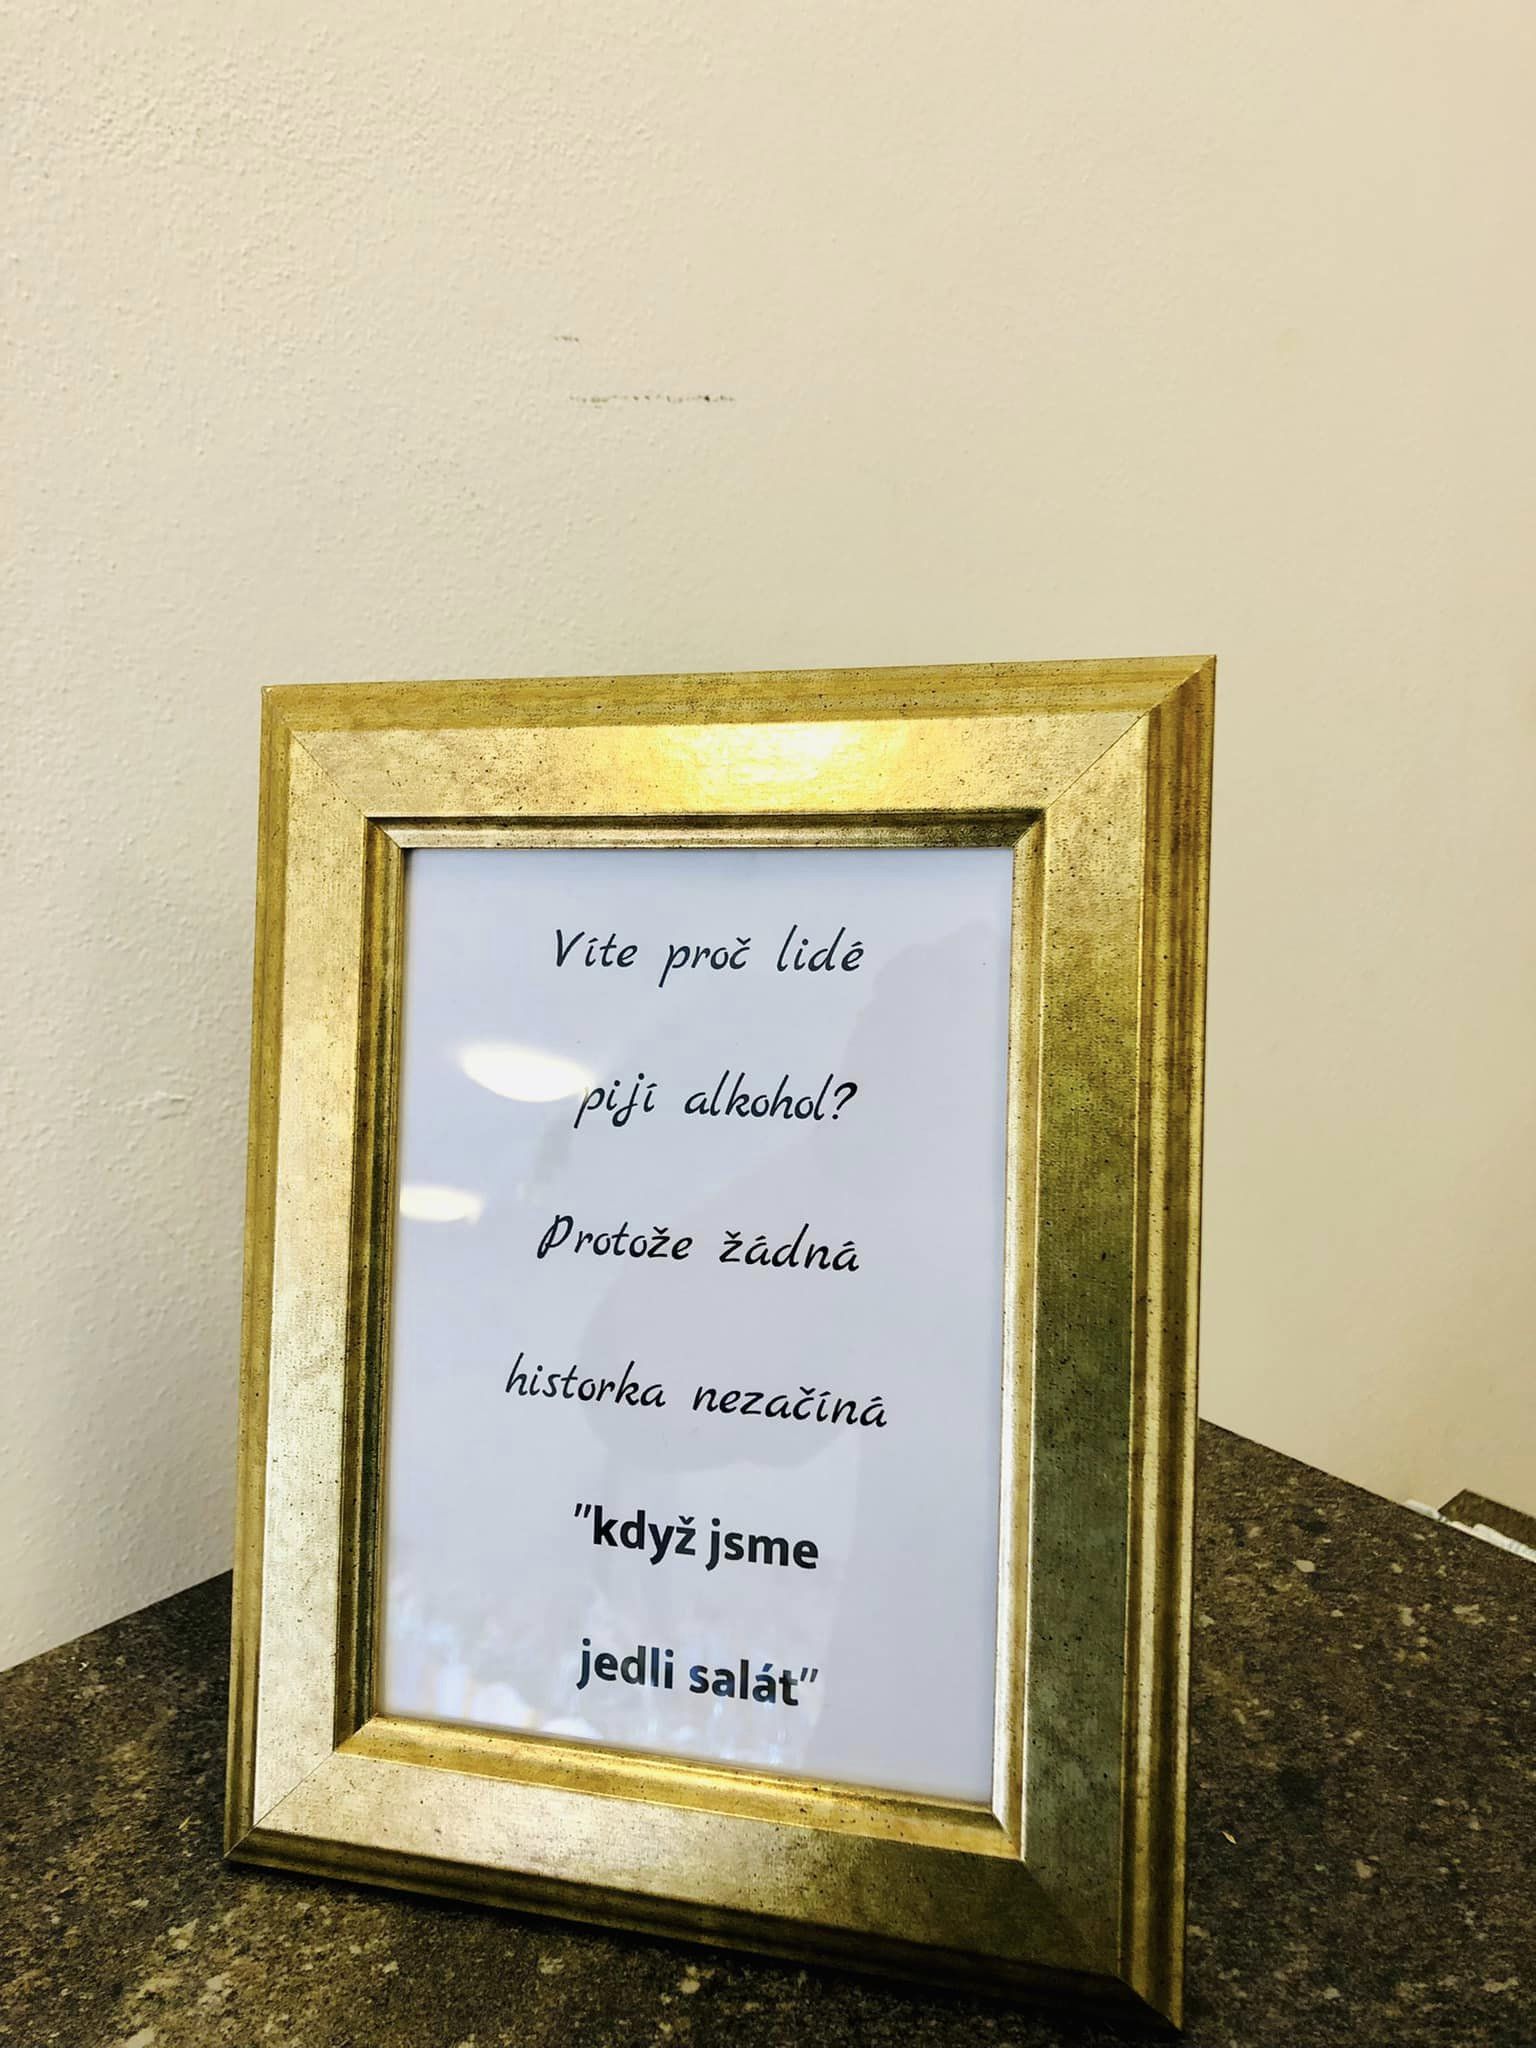 Víte proč lidé
pijí alkohol?
Protože žádná
historka nezačíná
"když jsme
jedli salát"